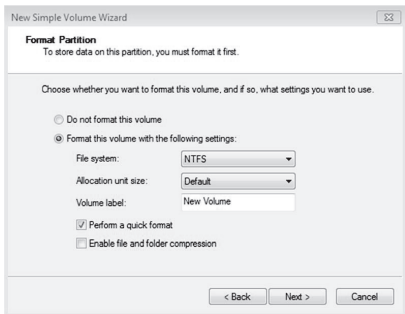 New Simple Volume Wizard
Format Partition
To store data on this partition, you must format it first.
Choose whether you want to format this volume, and if so, what settings you want to use.
Do not format this volume
Format this volume with the following settings:
File system: NTFS
Allocation unit size: Default
Volume label: New Volume
Perform a quick format
Enable file and folder compression
< Back Next > Cancel